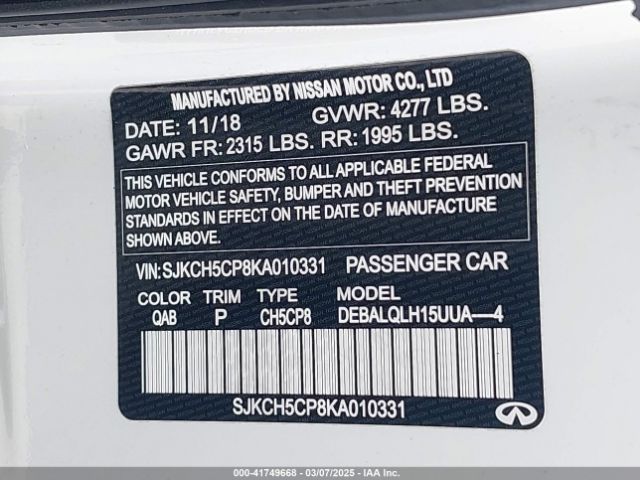 MANUFACTURED BY NISSAN MOTOR CO., LTD
DATE: 11/18 GVWR: 4277 LBS.
GAWR FR: 2315 LBS. RR: 1995 LBS.
THIS VEHICLE CONFORMS TO ALL APPLICABLE FEDERAL
MOTOR VEHICLE SAFETY, BUMPER AND THEFT PREVENTION
STANDARDS IN EFFECT ON THE DATE OF MANUFACTURE
SHOWN ABOVE.
VIN: SJKCH5CP8KA010331 PASSENGER CAR
COLOR TRIM TYPE MODEL
QAB P CH5CP8 DEBALQLH15UUA—4
SJKCH5CP8KA010331
000-41749668 - 03/07/2025 - IAA, Inc.